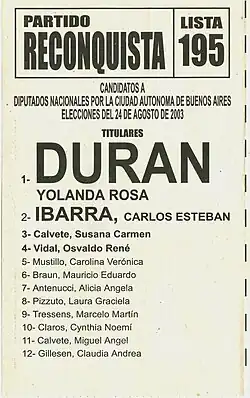 PARTIDO
RECONQUISTA
LISTA
195
CANDIDATOS A
DIPUTADOS NACIONALES POR LA CIUDAD AUTONOMA DE BUENOS AIRES
ELECCIONES DEL 24 DE AGOSTO DE 2003
TITULARES
1- DURAN
YOLANDA ROSA
2- IBARRA, CARLOS ESTEBAN
3- Calvete, Susana Carmen
4- Vidal, Osvaldo René
5- Mustillo, Carolina Verónica
6- Braun, Mauricio Eduardo
7- Antenucci, Alicia Angela
8- Pizzuto, Laura Graciela
9- Tressens, Marcelo Martín
10- Claros, Cynthia Noemí
11- Calvete, Miguel Angel
12- Gillesen, Claudia Andrea